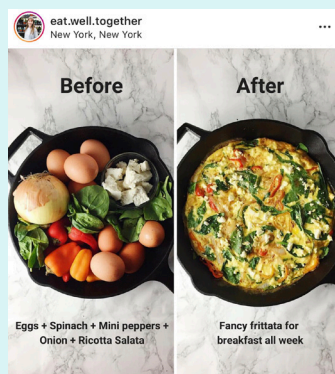 eat.well.together
New York, New York
Before
After
Eggs + Spinach + Mini peppers +
Onion + Ricotta Salata
Fancy frittata for
breakfast all week